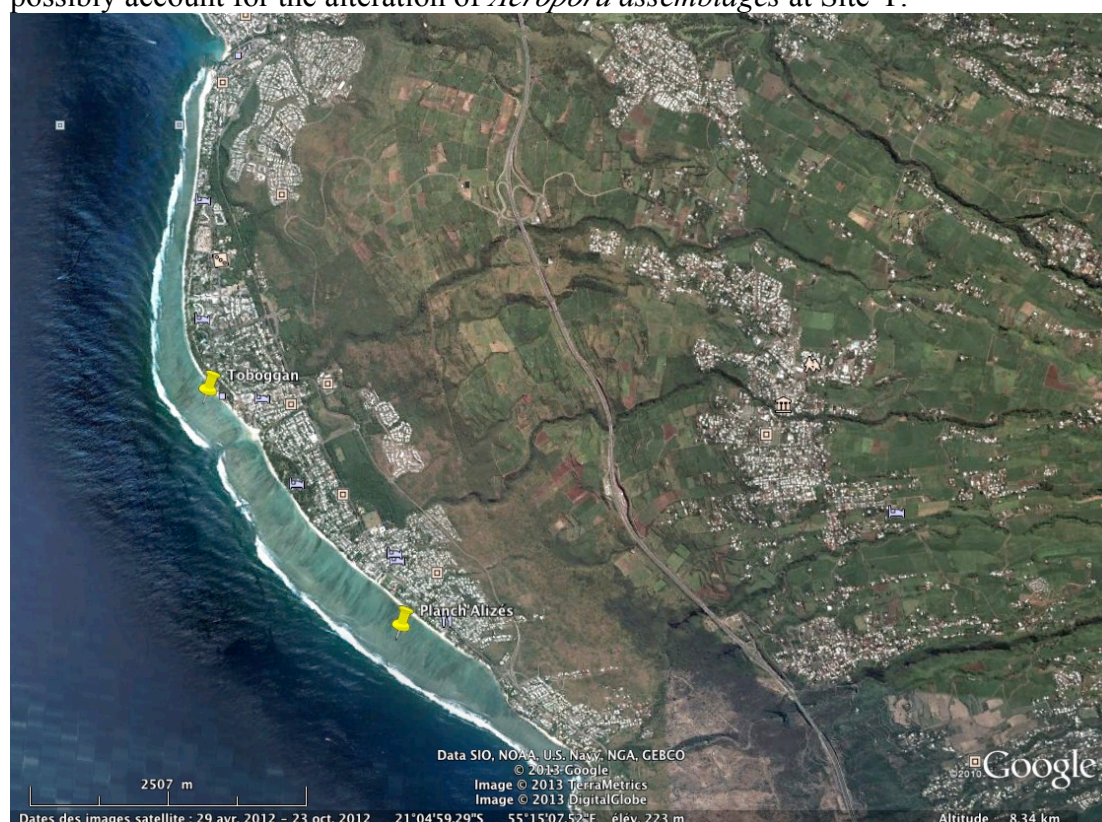 possibly account for the alteration of Acropora assemblages at Site T.
Toboggan
Planch Alizés
Data SIO, NOAA, U.S. Navy, NGA, GEBCO
© 2013 Google
Image © 2013 TerraMetrics
Image © 2013 DigitalGlobe
© 2010 Google
2507 m
Dates des images satellite : 29 avr. 2012 - 23 oct. 2012 21°04'59.29"S 55°15'07.52"E élév. 223 m Altitude 8.34 km